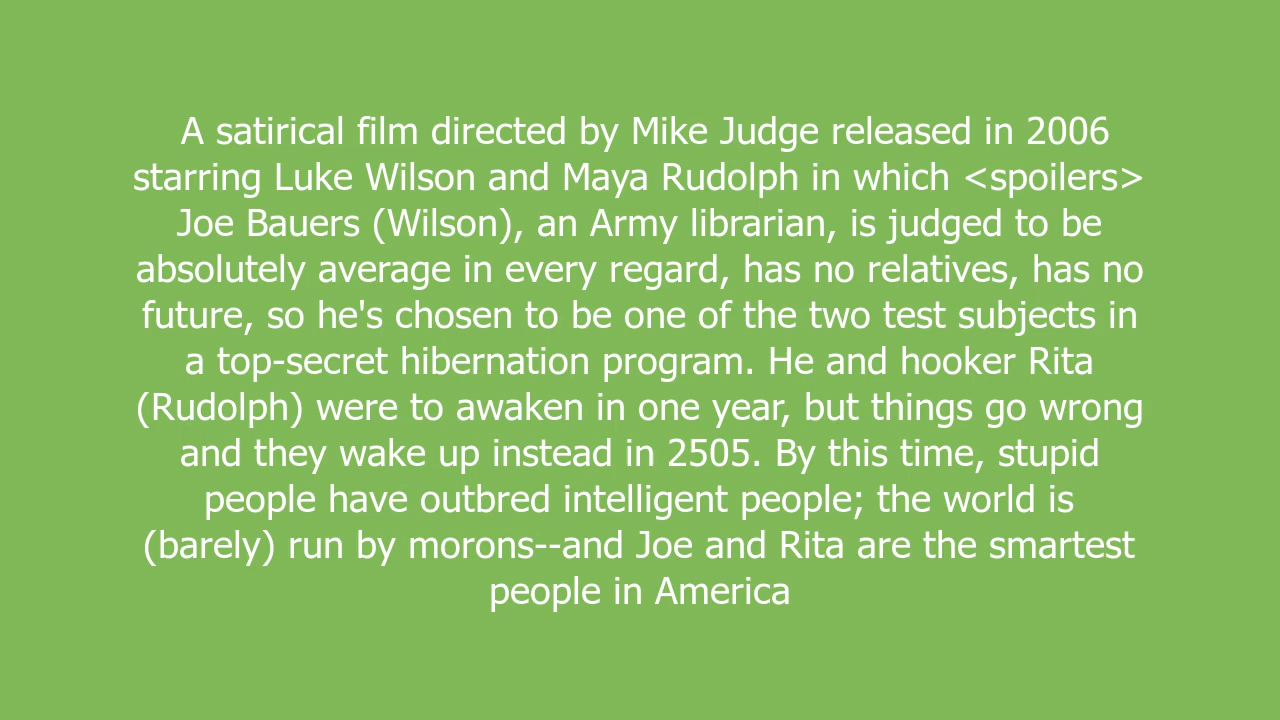 A satirical film directed by Mike Judge released in 2006
starring Luke Wilson and Maya Rudolph in which <spoilers>
Joe Bauers (Wilson), an Army librarian, is judged to be
absolutely average in every regard, has no relatives, has no
future, so he's chosen to be one of the two test subjects in
a top-secret hibernation program. He and hooker Rita
(Rudolph) were to awaken in one year, but things go wrong
and they wake up instead in 2505. By this time, stupid
people have outbred intelligent people; the world is
(barely) run by morons--and Joe and Rita are the smartest
people in America